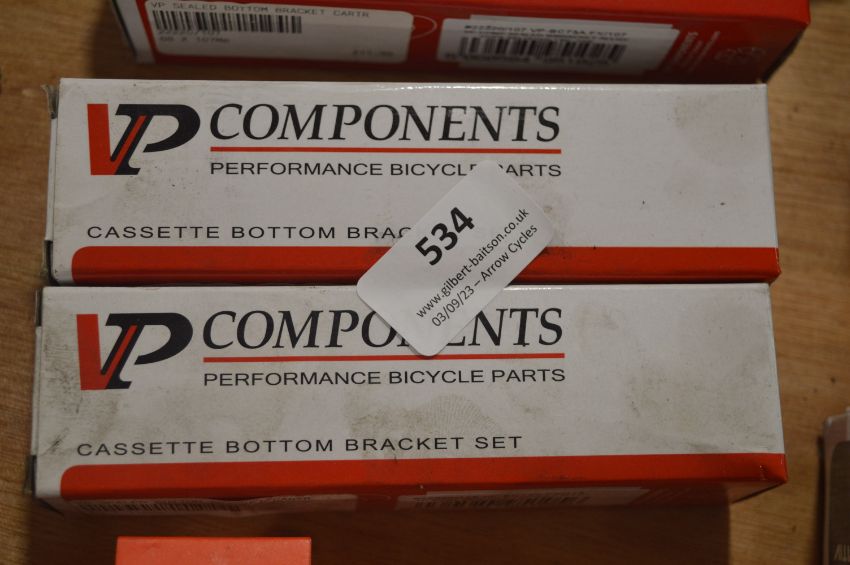 VP SEALED BOTTOM BRACKET CARTR
VP COMPONENTS
PERFORMANCE BICYCLE PARTS
CASSETTE BOTTOM BRAC
534
www.gilbert-baitson.co.uk
03/09/23 – Arrow Cycles
VP COMPONENTS
PERFORMANCE BICYCLE PARTS
CASSETTE BOTTOM BRACKET SET